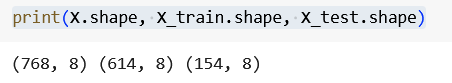 print(X.shape, X_train.shape, X_test.shape)
(768, 8) (614, 8) (154, 8)